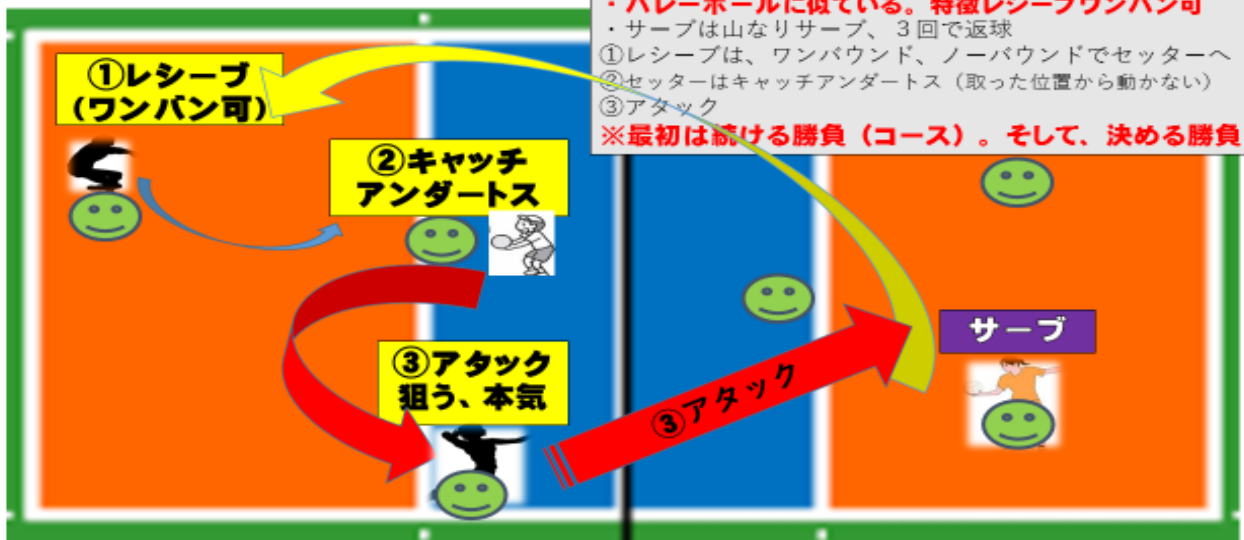 ・バレーボールに似ている。特徴レシーブワンバン可
・サーブは山なりサーブ、３回で返球
①レシーブは、ワンバウンド、ノーバウンドでセッターへ
②セッターはキャッチアンダートス（取った位置から動かない）
③アタック
※最初は続ける勝負（コース）。そして、決める勝負
①レシーブ
（ワンバン可）
②キャッチ
アンダートス
③アタック
狙う、本気
③アタック
サーブ